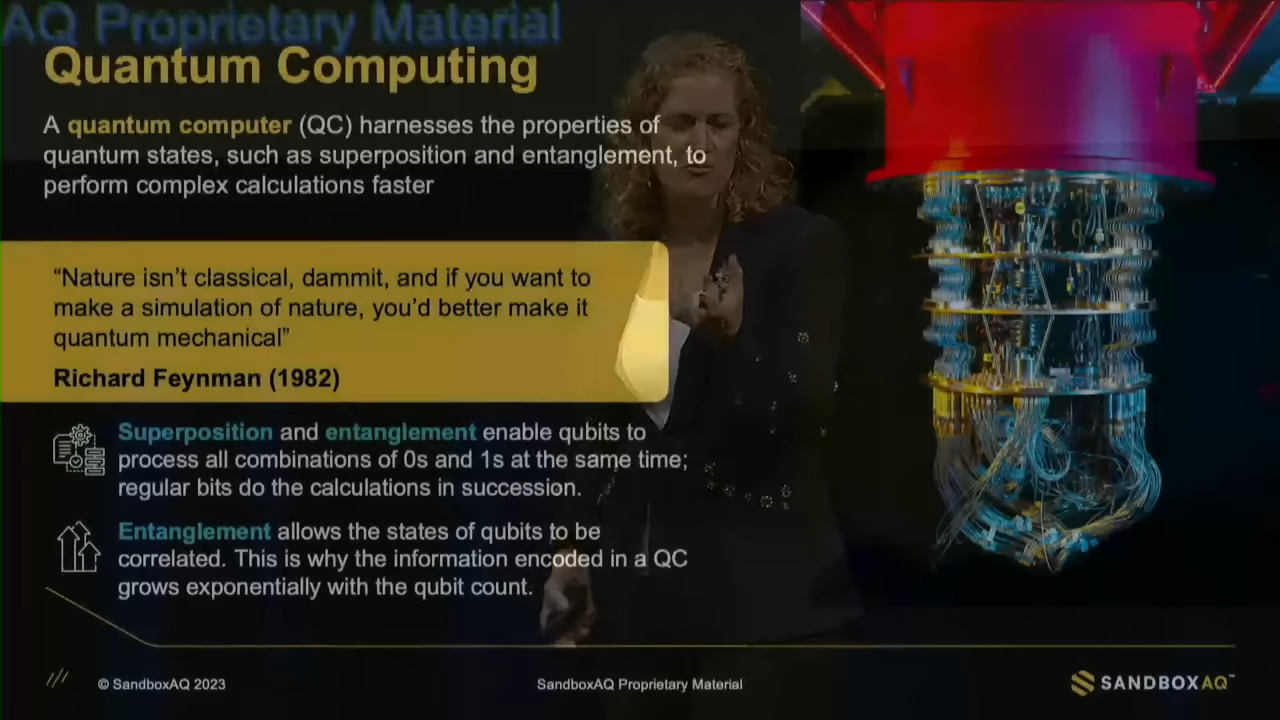 AQ Proprietary Material
Quantum Computing
A quantum computer (QC) harnesses the properties of
quantum states, such as superposition and entanglement, to
perform complex calculations faster
“Nature isn’t classical, dammit, and if you want to
make a simulation of nature, you’d better make it
quantum mechanical”
Richard Feynman (1982)
Superposition and entanglement enable qubits to
process all combinations of 0s and 1s at the same time;
regular bits do the calculations in succession.
Entanglement allows the states of qubits to be
correlated. This is why the information encoded in a QC
grows exponentially with the qubit count.
/// © SandboxAQ 2023
SandboxAQ Proprietary Material
SANDBOXAQ™